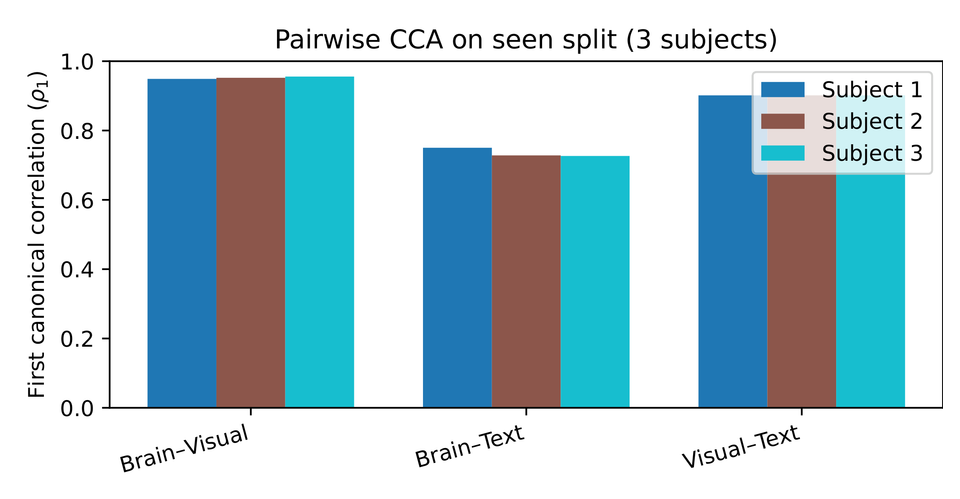 Pairwise CCA on seen split (3 subjects)
First canonical correlation (ρ₁)
1.0
0.8
0.6
0.4
0.2
0.0
Subject 1
Subject 2
Subject 3
Brain–Visual
Brain–Text
Visual–Text